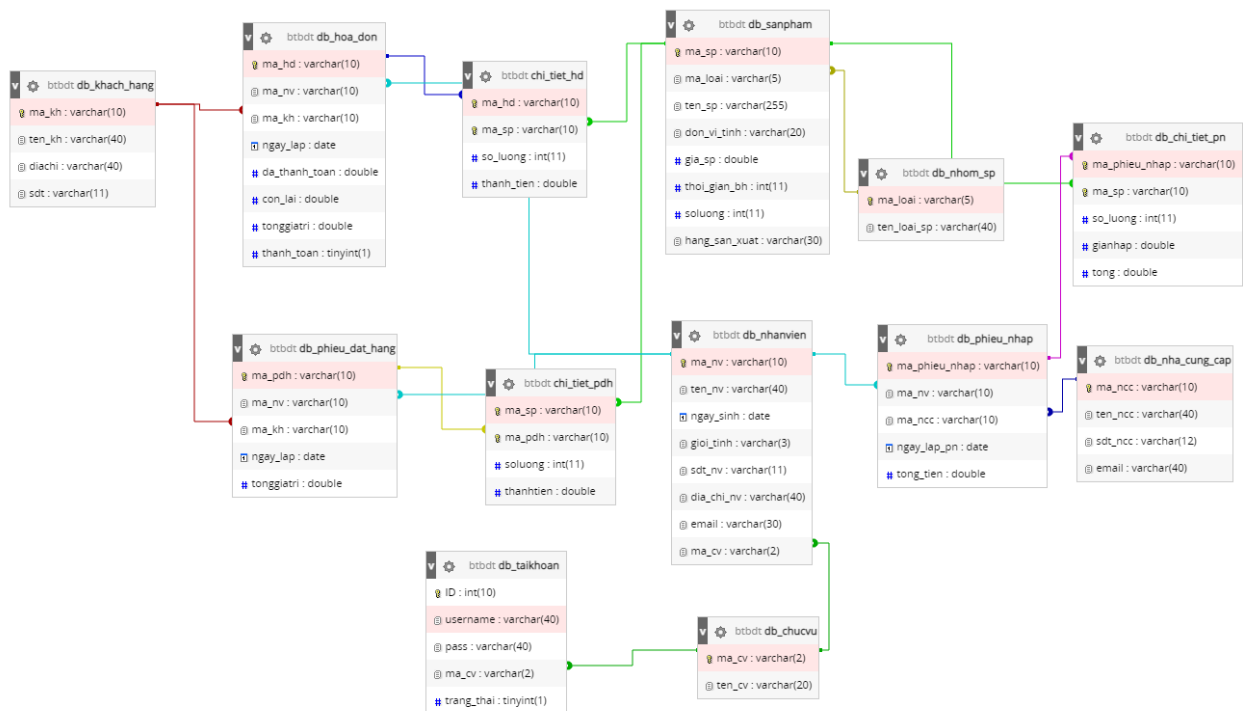 btbdt db_khach_hang
ma_kh : varchar(10)
ten_kh : varchar(40)
diachi : varchar(40)
sdt : varchar(11)
btbdt db_hoa_don
ma_hd : varchar(10)
ma_nv : varchar(10)
ma_kh : varchar(10)
ngay_lap : date
da_thanh_toan : double
con_lai : double
tonggiatri : double
thanh_toan : tinyint(1)
btbdt chi_tiet_hd
ma_hd : varchar(10)
ma_sp : varchar(10)
so_luong : int(11)
thanh_tien : double
btbdt db_sanpham
ma_sp : varchar(10)
ma_loai : varchar(5)
ten_sp : varchar(255)
don_vi_tinh : varchar(20)
gia_sp : double
thoi_gian_bh : int(11)
soluong : int(11)
hang_san_xuat : varchar(30)
btbdt db_nhom_sp
ma_loai : varchar(5)
ten_loai_sp : varchar(40)
btbdt db_chi_tiet_pn
ma_phieu_nhap : varchar(10)
ma_sp : varchar(10)
so_luong : int(11)
gianhap : double
tong : double
btbdt db_phieu_dat_hang
ma_pdh : varchar(10)
ma_nv : varchar(10)
ma_kh : varchar(10)
ngay_lap : date
tonggiatri : double
btbdt chi_tiet_pdh
ma_sp : varchar(10)
ma_pdh : varchar(10)
soluong : int(11)
thanhtien : double
btbdt db_nhanvien
ma_nv : varchar(10)
ten_nv : varchar(40)
ngay_sinh : date
gioi_tinh : varchar(3)
sdt_nv : varchar(11)
dia_chi_nv : varchar(40)
email : varchar(30)
ma_cv : varchar(2)
btbdt db_phieu_nhap
ma_phieu_nhap : varchar(10)
ma_nv : varchar(10)
ma_ncc : varchar(10)
ngay_lap_pn : date
tong_tien : double
btbdt db_nha_cung_cap
ma_ncc : varchar(10)
ten_ncc : varchar(40)
sdt_ncc : varchar(12)
email : varchar(40)
btbdt db_taikhoan
ID : int(10)
username : varchar(40)
pass : varchar(40)
ma_cv : varchar(2)
trang_thai : tinyint(1)
btbdt db_chucvu
ma_cv : varchar(2)
ten_cv : varchar(20)